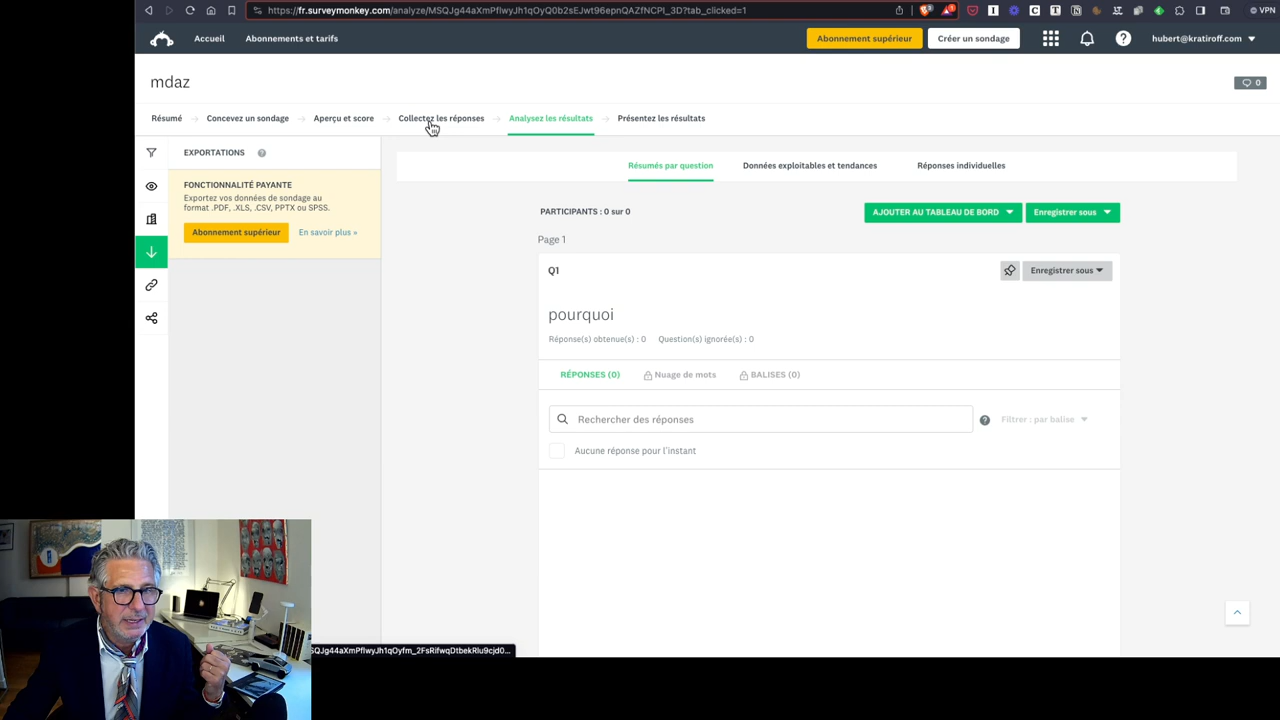 https://fr.surveymonkey.com/analyze/MSQJg44aXmPflwyJh1qOyQ0b2sEJwt96epnQAZfNCPI_3D?tab_clicked=1
VPN
Accueil
Abonnements et tarifs
Abonnement supérieur
Créer un sondage
hubert@kratiroff.com
mdaz
0
Résumé
Concevez un sondage
Aperçu et score
Collectez les réponses
Analysez les résultats
Présentez les résultats
EXPORTATIONS
FONCTIONNALITÉ PAYANTE
Exportez vos données de sondage au
format .PDF, .XLS, .CSV, PPTX ou SPSS.
Abonnement supérieur
En savoir plus »
Résumés par question
Données exploitables et tendances
Réponses individuelles
PARTICIPANTS : 0 sur 0
AJOUTER AU TABLEAU DE BORD
Enregistrer sous
Page 1
Q1
Enregistrer sous
pourquoi
Réponse(s) obtenue(s) : 0
Question(s) ignorée(s) : 0
RÉPONSES (0)
Nuage de mots
BALISES (0)
Rechercher des réponses
Filtrer : par balise
Aucune réponse pour l'instant